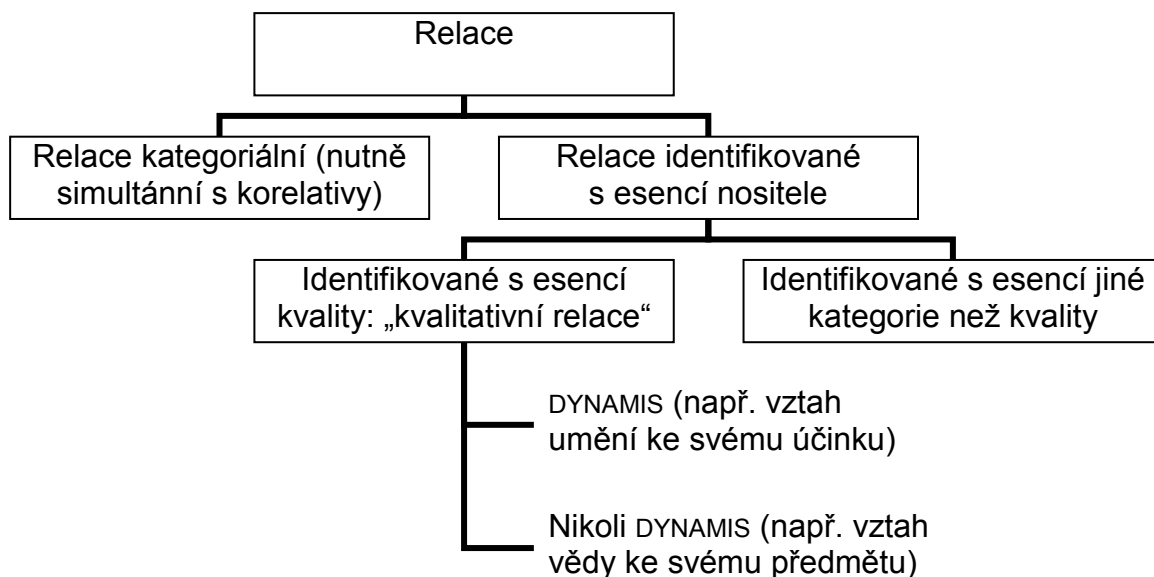 Relace
Relace kategoriální (nutně
simultánní s korelativy)
Relace identifikované
s esencí nositele
Identifikované s esencí
kvality: „kvalitativní relace“
Identifikované s esencí jiné
kategorie než kvality
DYNAMIS (např. vztah
umění ke svému účinku)
Nikoli DYNAMIS (např. vztah
vědy ke svému předmětu)